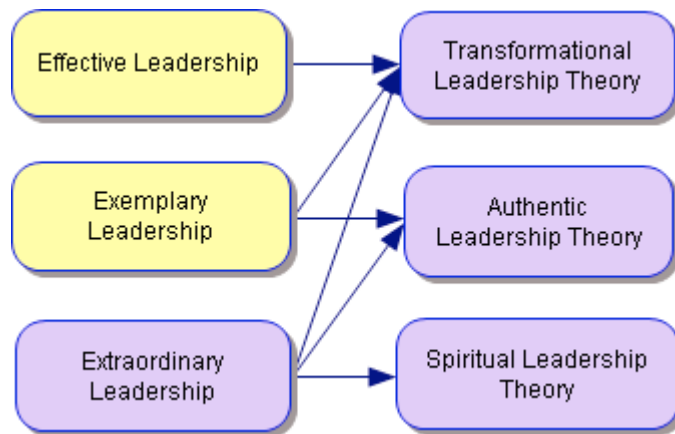 Effective Leadership
Transformational
Leadership Theory
Exemplary
Leadership
Authentic
Leadership Theory
Extraordinary
Leadership
Spiritual Leadership
Theory